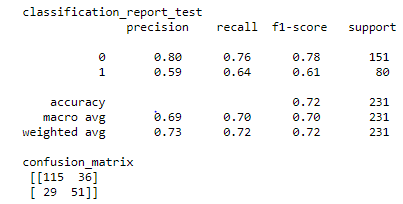 classification_report_test
precision recall f1-score support
0 0.80 0.76 0.78 151
1 0.59 0.64 0.61 80
accuracy 0.72 231
macro avg 0.69 0.70 0.70 231
weighted avg 0.73 0.72 0.72 231
confusion_matrix
[[115 36]
[ 29 51]]